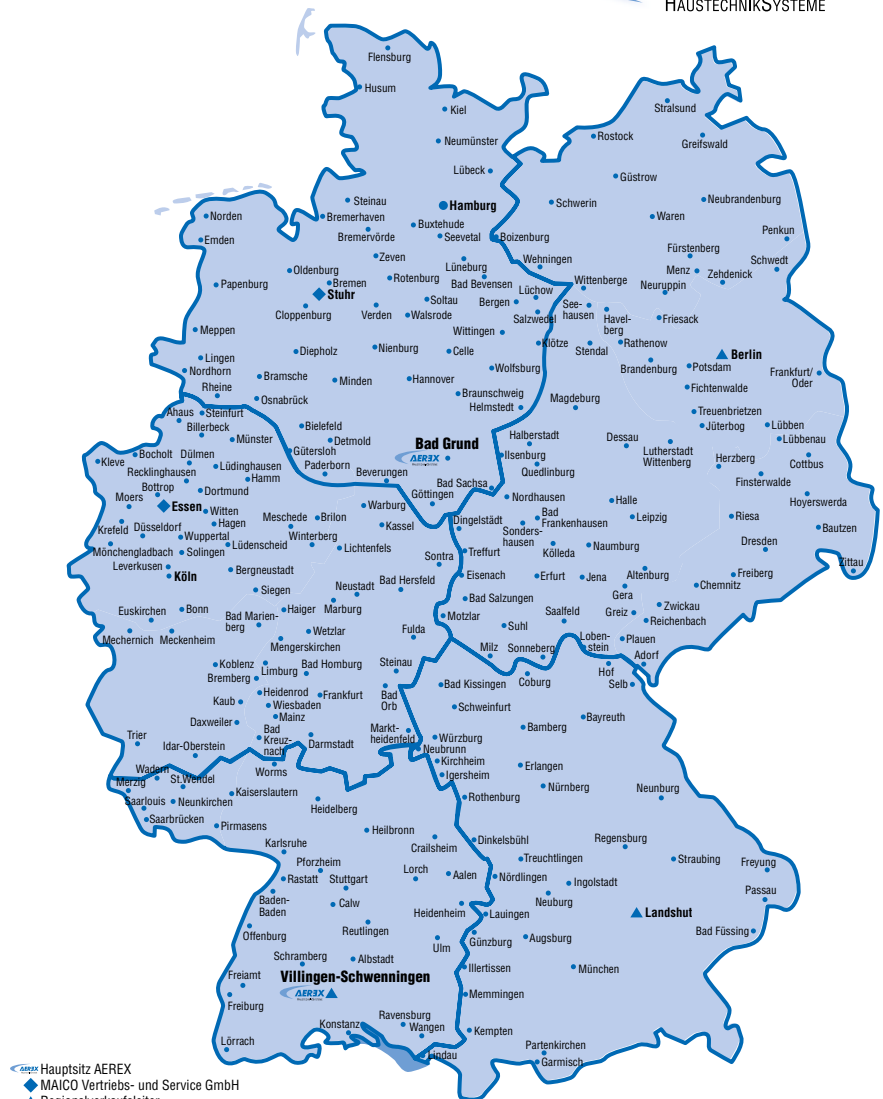 HAUSTECHNIKSYSTEME
Flensburg
Husum
Kiel
Stralsund
Neumünster
Rostock
Greifswald
Lübeck
Güstrow
Steinau
Hamburg
Schwerin
Neubrandenburg
Norden
Bremerhaven
Waren
Buxtehude
Bremervörde
Seevetal
Boizenburg
Penkun
Emden
Fürstenberg
Zeven
Wehningen
Schwedt
Oldenburg
Lüneburg
Menz
Zehdenick
Papenburg
Bremen
Rotenburg
Bad Bevensen
Wittenberge
Neuruppin
Stuhr
Lüchow
Soltau
Bergen
See-
hausen
Cloppenburg
Verden
Walsrode
Salzwedel
Havel-
berg
Friesack
Meppen
Wittingen
Klötze
Rathenow
Stendal
Lingen
Diepholz
Nienburg
Celle
Berlin
Nordhorn
Wolfsburg
Brandenburg
Potsdam
Frankfurt/
Oder
Rheine
Bramsche
Minden
Hannover
Fichtenwalde
Osnabrück
Braunschweig
Helmstedt
Magdeburg
Ahaus
Steinfurt
Treuenbrietzen
Billerbeck
Bielefeld
Jüterbog
Lübben
Münster
Detmold
Bad Grund
Halberstadt
Dessau
Lübbenau
Bocholt
Dülmen
Gütersloh
AEREX
Ilsenburg
Lutherstadt
Wittenberg
Herzberg
Cottbus
Kleve
Recklinghausen
Lüdinghausen
Paderborn
Beverungen
Quedlinburg
Finsterwalde
Bottrop
Hamm
Bad Sachsa
Moers
Dortmund
Göttingen
Nordhausen
Halle
Hoyerswerda
Essen
Witten
Warburg
Krefeld
Düsseldorf
Hagen
Meschede
Brilon
Kassel
Dingelstädt
Bad
Frankenhausen
Leipzig
Riesa
Bautzen
Wuppertal
Winterberg
Sonders-
hausen
Dresden
Mönchengladbach
Solingen
Lüdenscheid
Lichtenfels
Treffurt
Kölleda
Naumburg
Leverkusen
Sontra
Zittau
Köln
Bergneustadt
Eisenach
Erfurt
Jena
Altenburg
Freiberg
Siegen
Neustadt
Bad Hersfeld
Gera
Chemnitz
Bad Salzungen
Euskirchen
Bonn
Haiger
Marburg
Saalfeld
Zwickau
Bad Marien-
berg
Motzlar
Greiz
Reichenbach
Mechernich
Meckenheim
Wetzlar
Fulda
Suhl
Mengerskirchen
Loben-
stein
Plauen
Milz
Sonneberg
Adorf
Koblenz
Limburg
Bad Homburg
Steinau
Hof
Bremberg
Coburg
Selb
Bad Kissingen
Heidenrod
Frankfurt
Bad
Orb
Kaub
Wiesbaden
Schweinfurt
Mainz
Bayreuth
Daxweiler
Bad
Kreuz-
nach
Markt-
heidenfeld
Bamberg
Trier
Darmstadt
Würzburg
Idar-Oberstein
Neubrunn
Kirchheim
Erlangen
Wadern
Worms
Igersheim
Merzig
St.Wendel
Nürnberg
Neunburg
Kaiserslautern
Rothenburg
Saarlouis
Neunkirchen
Heidelberg
Saarbrücken
Pirmasens
Heilbronn
Dinkelsbühl
Regensburg
Karlsruhe
Crailsheim
Treuchtlingen
Straubing
Freyung
Pforzheim
Lorch
Aalen
Nördlingen
Rastatt
Stuttgart
Ingolstadt
Passau
Baden-
Baden
Calw
Neuburg
Heidenheim
Lauingen
Landshut
Offenburg
Reutlingen
Günzburg
Augsburg
Bad Füssing
Ulm
Schramberg
Albstadt
Illertissen
München
Freiamt
Villingen-Schwenningen
AEREX
Memmingen
Freiburg
Ravensburg
Konstanz
Wangen
Kempten
Lörrach
Partenkirchen
Lindau
Garmisch
AEREX Hauptsitz AEREX
MAICO Vertriebs- und Service GmbH
Regionalverkaufsleiter